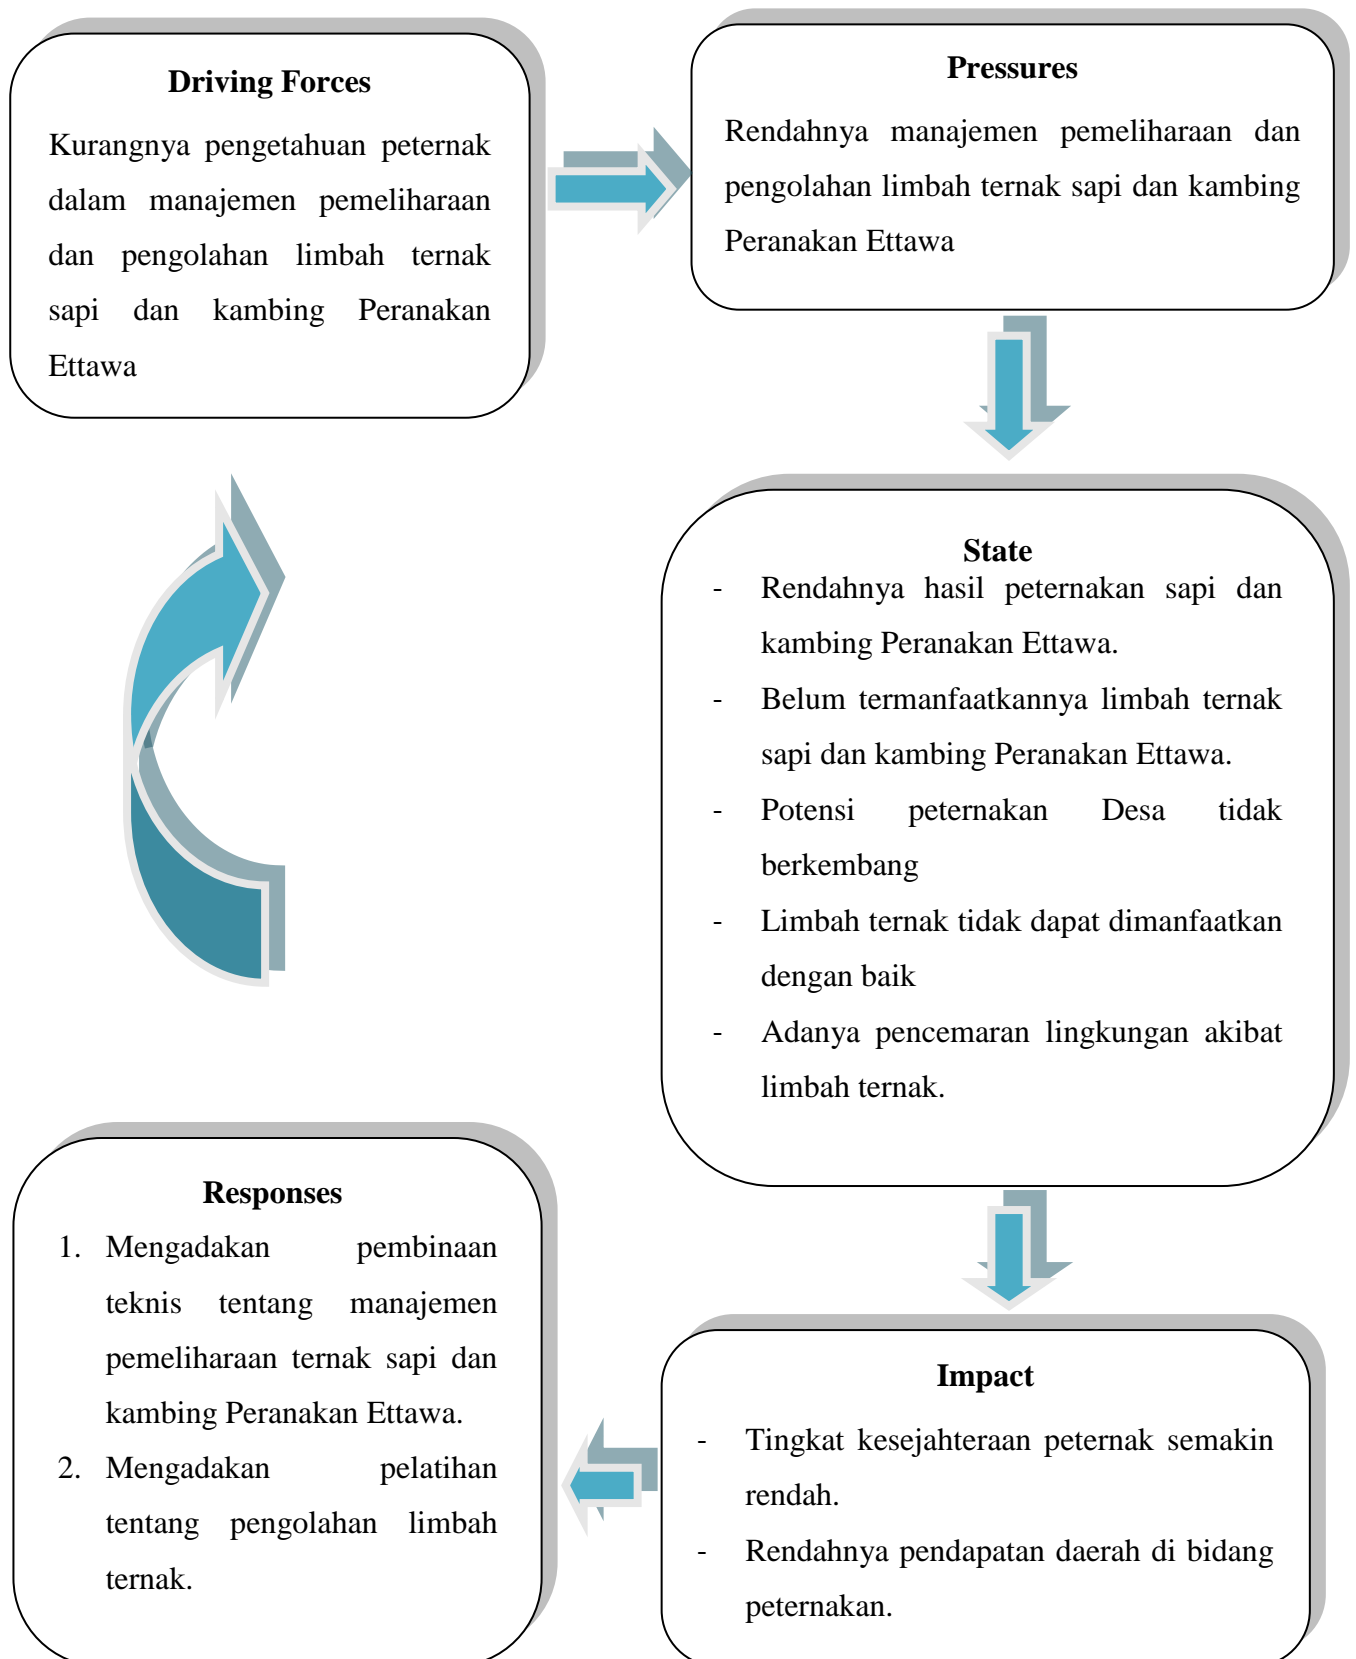 Driving Forces
Kurangnya pengetahuan peternak
dalam manajemen pemeliharaan
dan pengolahan limbah ternak
sapi dan kambing Peranakan
Ettawa
Pressures
Rendahnya manajemen pemeliharaan dan
pengolahan limbah ternak sapi dan kambing
Peranakan Ettawa
State
- Rendahnya hasil peternakan sapi dan
kambing Peranakan Ettawa.
- Belum termanfaatkannya limbah ternak
sapi dan kambing Peranakan Ettawa.
- Potensi peternakan Desa tidak
berkembang
- Limbah ternak tidak dapat dimanfaatkan
dengan baik
- Adanya pencemaran lingkungan akibat
limbah ternak.
Impact
- Tingkat kesejahteraan peternak semakin
rendah.
- Rendahnya pendapatan daerah di bidang
peternakan.
Responses
1. Mengadakan pembinaan
teknis tentang manajemen
pemeliharaan ternak sapi dan
kambing Peranakan Ettawa.
2. Mengadakan pelatihan
tentang pengolahan limbah
ternak.